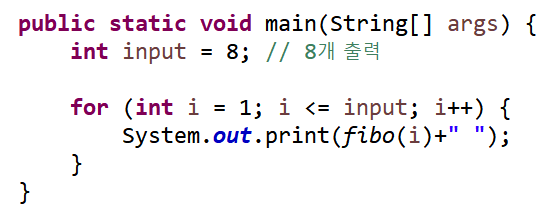 public static void main(String[] args) {
    int input = 8; // 8개 출력
    for (int i = 1; i <= input; i++) {
        System.out.print(fibo(i)+" ");
    }
}